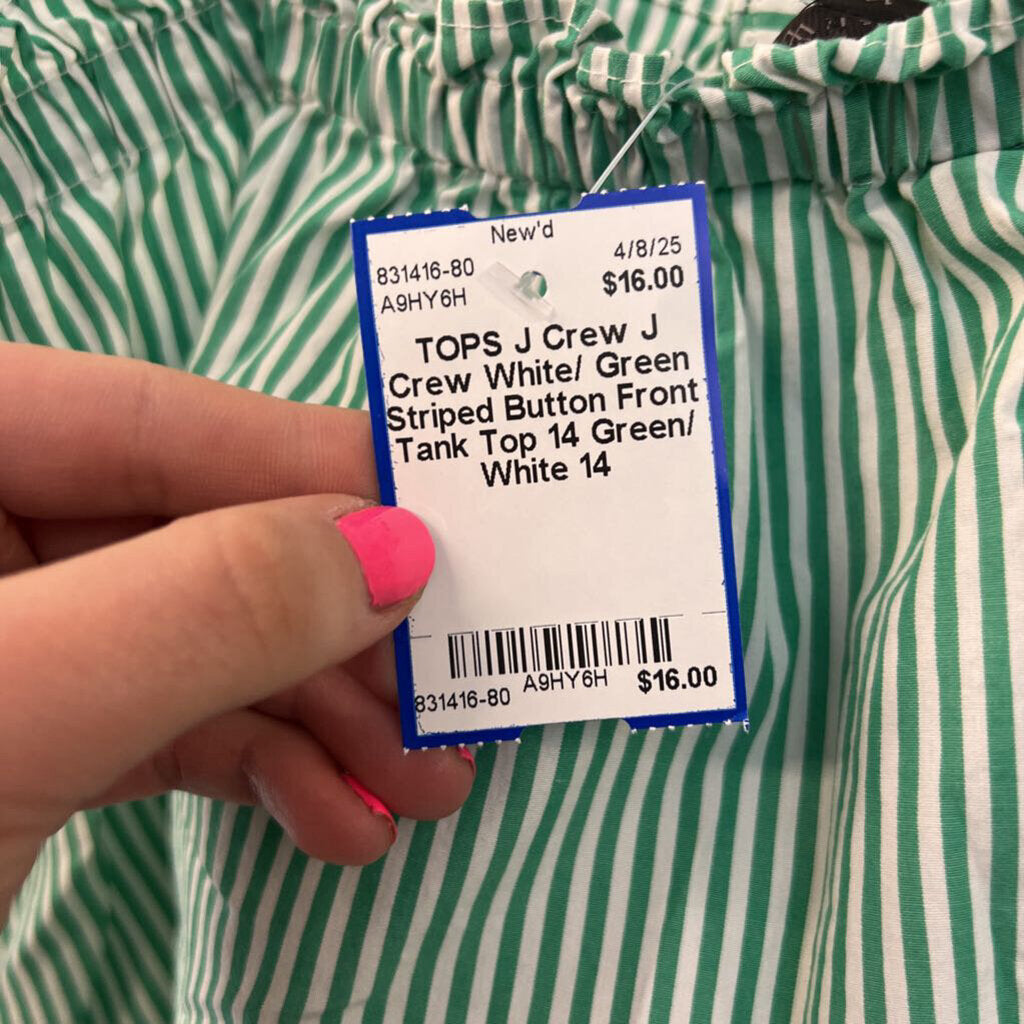 New'd
831416-80 4/8/25
A9HY6H $16.00
TOPS J Crew J
Crew White/ Green
Striped Button Front
Tank Top 14 Green/
White 14
831416-80 A9HY6H $16.00